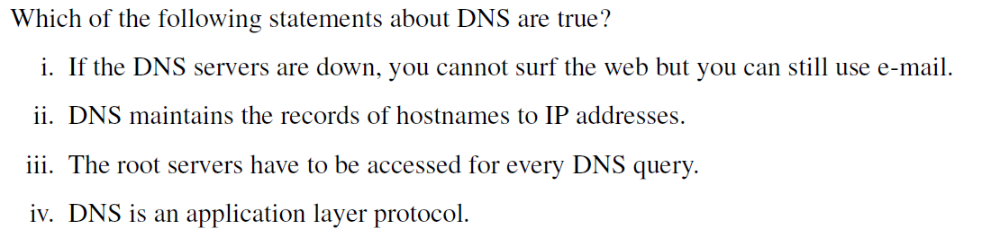 Which of the following statements about DNS are true?
i. If the DNS servers are down, you cannot surf the web but you can still use e-mail.
ii. DNS maintains the records of hostnames to IP addresses.
iii. The root servers have to be accessed for every DNS query.
iv. DNS is an application layer protocol.